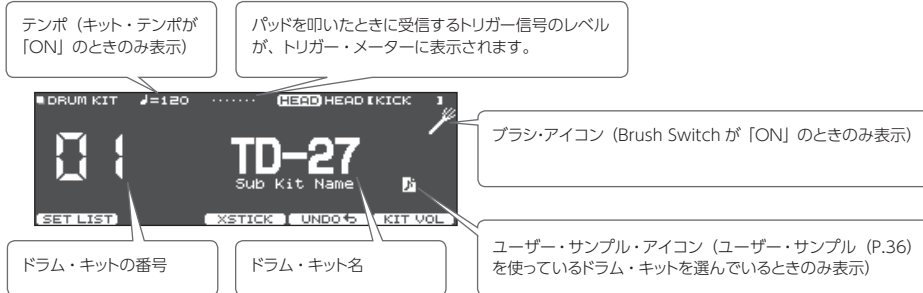 テンポ（キット・テンポが
「ON」のときのみ表示）
パッドを叩いたときに受信するトリガー信号のレベル
が、トリガー・メーターに表示されます。
DRUM KIT ♩=120 ······· HEAD HEAD [KICK ]
ブラシ・アイコン（Brush Switch が「ON」のときのみ表示）
01 TD-27
Sub Kit Name
SET LIST XSTICK UNDO KIT VOL
ドラム・キットの番号
ドラム・キット名
ユーザー・サンプル・アイコン（ユーザー・サンプル（P.36）
を使っているドラム・キットを選んでいるときのみ表示）